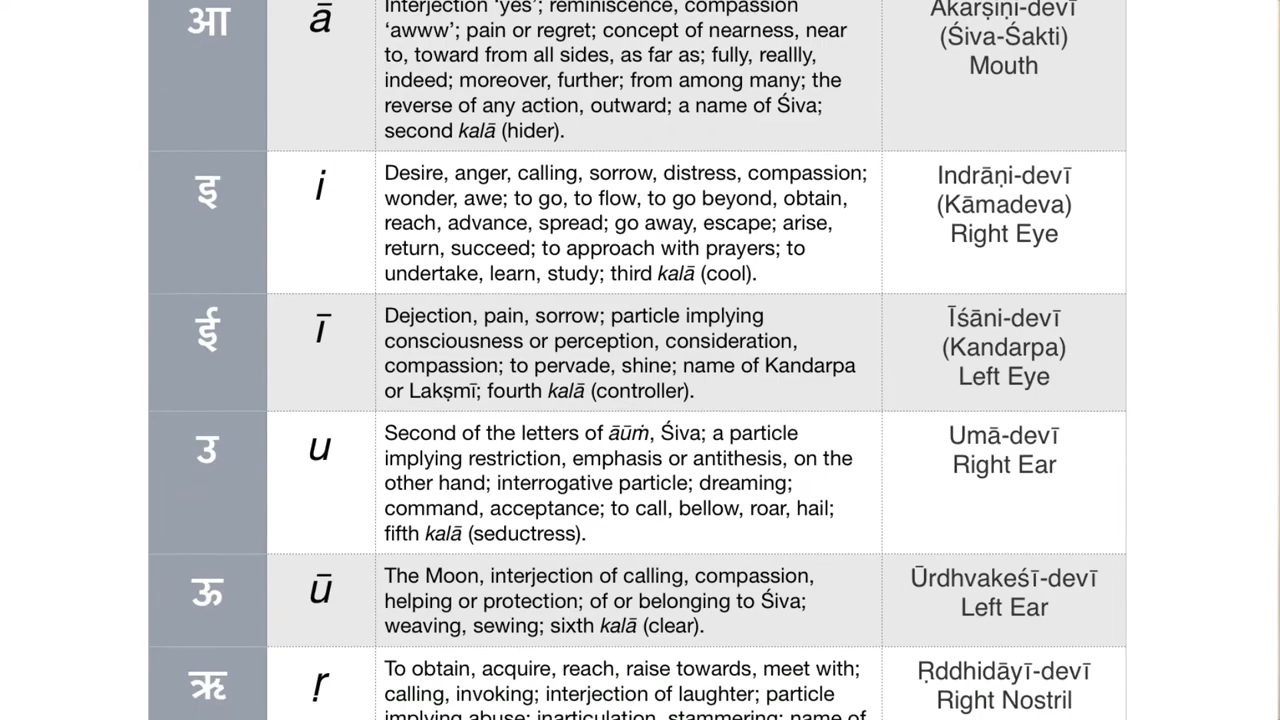 आ
ā
Interjection ‘yes’; reminiscence, compassion
‘awww’; pain or regret; concept of nearness, near
to, toward from all sides, as far as; fully, reallly,
indeed; moreover, further; from among many; the
reverse of any action, outward; a name of Śiva;
second kalā (hider).
Ākarṣiṇi-devī
(Śiva-Śakti)
Mouth
इ
i
Desire, anger, calling, sorrow, distress, compassion;
wonder, awe; to go, to flow, to go beyond, obtain,
reach, advance, spread; go away, escape; arise,
return, succeed; to approach with prayers; to
undertake, learn, study; third kalā (cool).
Indrāṇi-devī
(Kāmadeva)
Right Eye
ई
ī
Dejection, pain, sorrow; particle implying
consciousness or perception, consideration,
compassion; to pervade, shine; name of Kandarpa
or Lakṣmī; fourth kalā (controller).
Īśāni-devī
(Kandarpa)
Left Eye
उ
u
Second of the letters of āūṁ, Śiva; a particle
implying restriction, emphasis or antithesis, on the
other hand; interrogative particle; dreaming;
command, acceptance; to call, bellow, roar, hail;
fifth kalā (seductress).
Umā-devī
Right Ear
ऊ
ū
The Moon, interjection of calling, compassion,
helping or protection; of or belonging to Śiva;
weaving, sewing; sixth kalā (clear).
Ūrdhvakeśī-devī
Left Ear
ऋ
ṛ
To obtain, acquire, reach, raise towards, meet with;
calling, invoking; interjection of laughter; particle
implying abuse; inarticulation, stammering; name of
Ṛddhidāyī-devī
Right Nostril